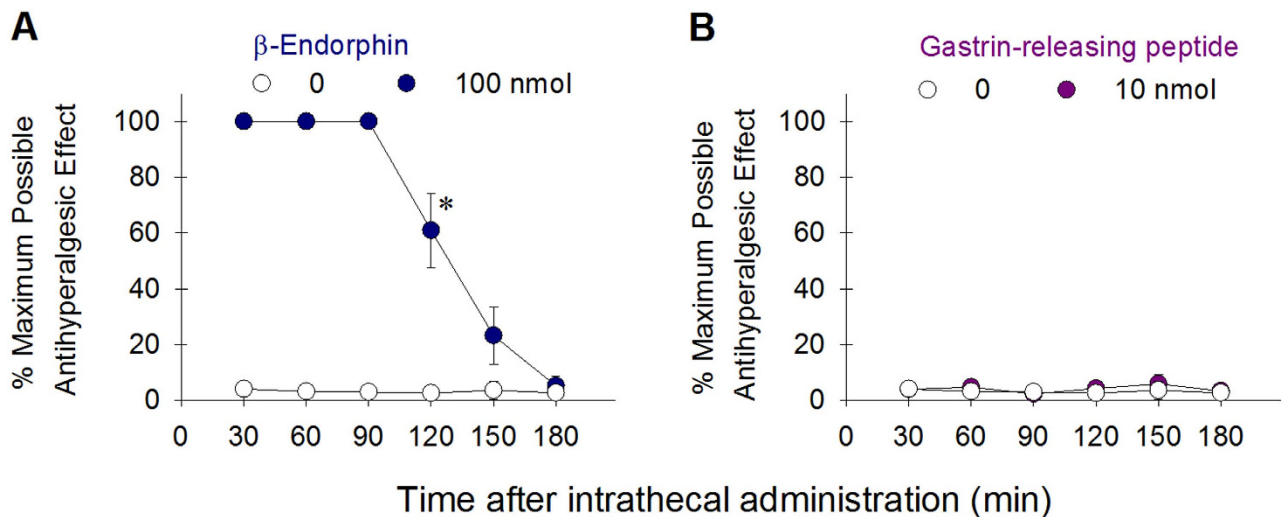 A
β-Endorphin
0 100 nmol
% Maximum Possible
Antihyperalgesic Effect
100
80
60
40
20
0
*
0 30 60 90 120 150 180
B
Gastrin-releasing peptide
0 10 nmol
% Maximum Possible
Antihyperalgesic Effect
100
80
60
40
20
0
0 30 60 90 120 150 180
Time after intrathecal administration (min)